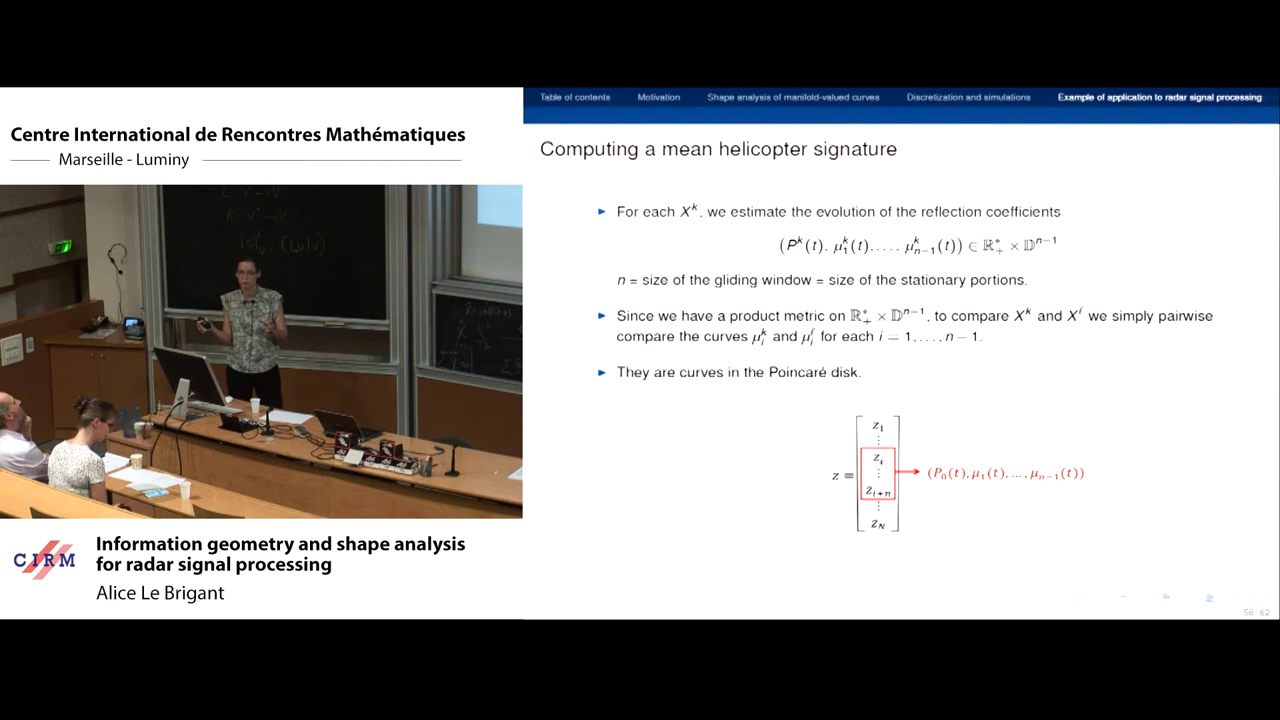 Centre International de Rencontres Mathématiques
Marseille - Luminy
CIRM
Information geometry and shape analysis
for radar signal processing
Alice Le Brigant
Table of contents Motivation Shape analysis of manifold-valued curves Discretization and simulations Example of application to radar signal processing
Computing a mean helicopter signature
▶ For each X^k, we estimate the evolution of the reflection coefficients
(P^k(t), μ_1^k(t), ..., μ_{n−1}^k(t)) ∈ ℝ_+^* × 𝔻^{n−1}
n = size of the gliding window = size of the stationary portions.
▶ Since we have a product metric on ℝ_+^* × 𝔻^{n−1}, to compare X^k and X^l we simply pairwise
compare the curves μ_i^k and μ_i^l for each i = 1, ..., n − 1.
▶ They are curves in the Poincaré disk.
z_1
⋮
z_i
z = ⋮ (P_0(t), μ_1(t), ..., μ_{n−1}(t))
z_{i+n}
⋮
z_N
56 / 62